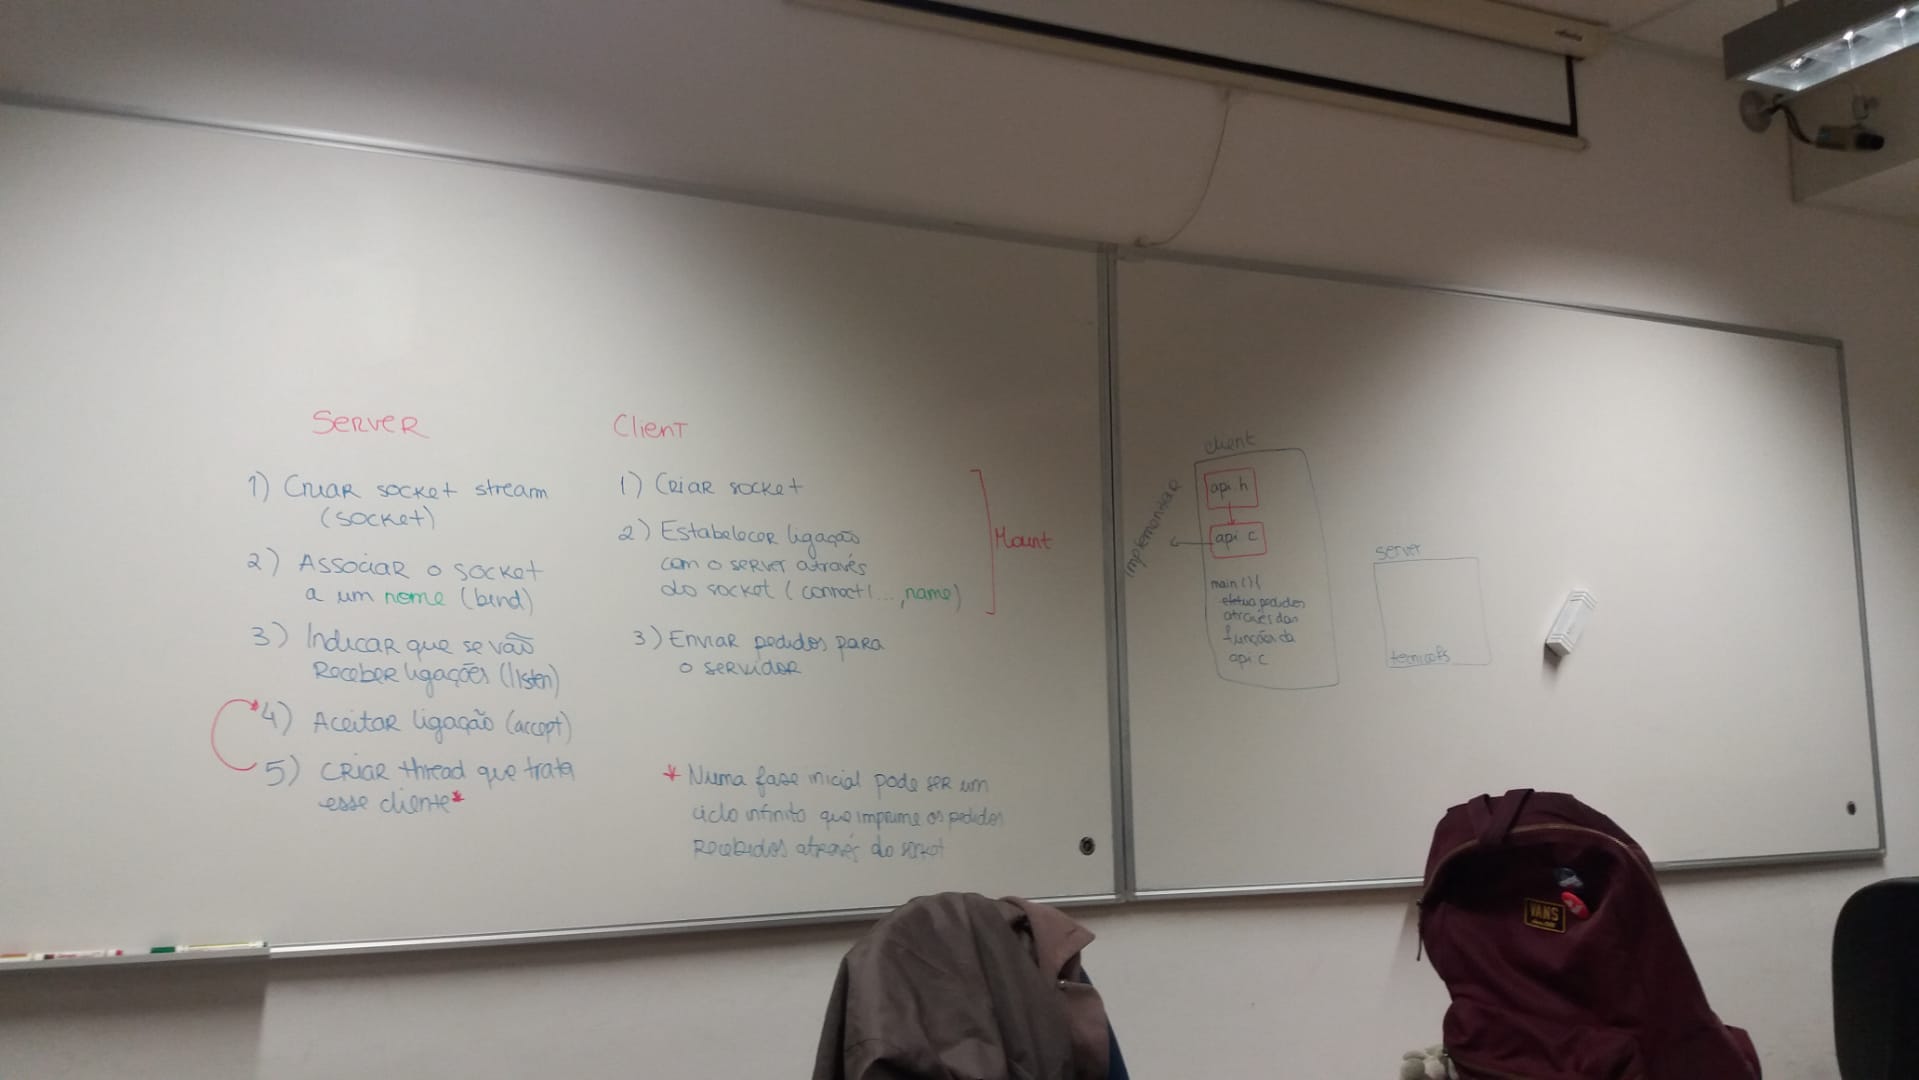 Server
1) Criar socket stream
(socket)
2) Associar o socket
a um nome (bind)
3) Indicar que se vão
receber ligações (listen)
4) Aceitar ligação (accept)
5) Criar thread que trata
esse cliente*
Client
1) Criar socket
2) Estabelecer ligação
com o server através
do socket (connect(...,name)
3) Enviar pedidos para
o servidor
Mount
* Numa fase inicial pode ser um
ciclo infinito que imprime os pedidos
recebidos através do socket
client
api.h
api.c
implementar
main(){
efetua pedidos
através das
função da
api c
server
tecnicofs
VANS